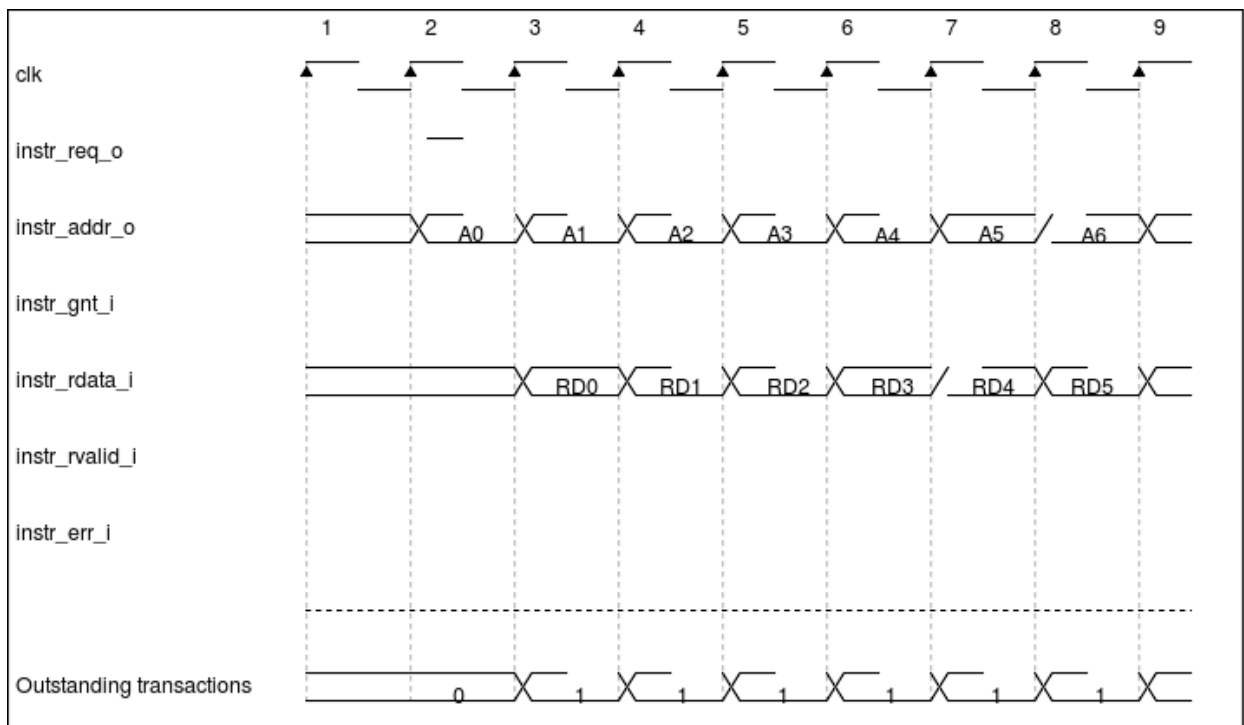 1 2 3 4 5 6 7 8 9
clk
instr_req_o
instr_addr_o A0 A1 A2 A3 A4 A5 A6
instr_gnt_i
instr_rdata_i RD0 RD1 RD2 RD3 RD4 RD5
instr_rvalid_i
instr_err_i
Outstanding transactions 0 1 1 1 1 1 1